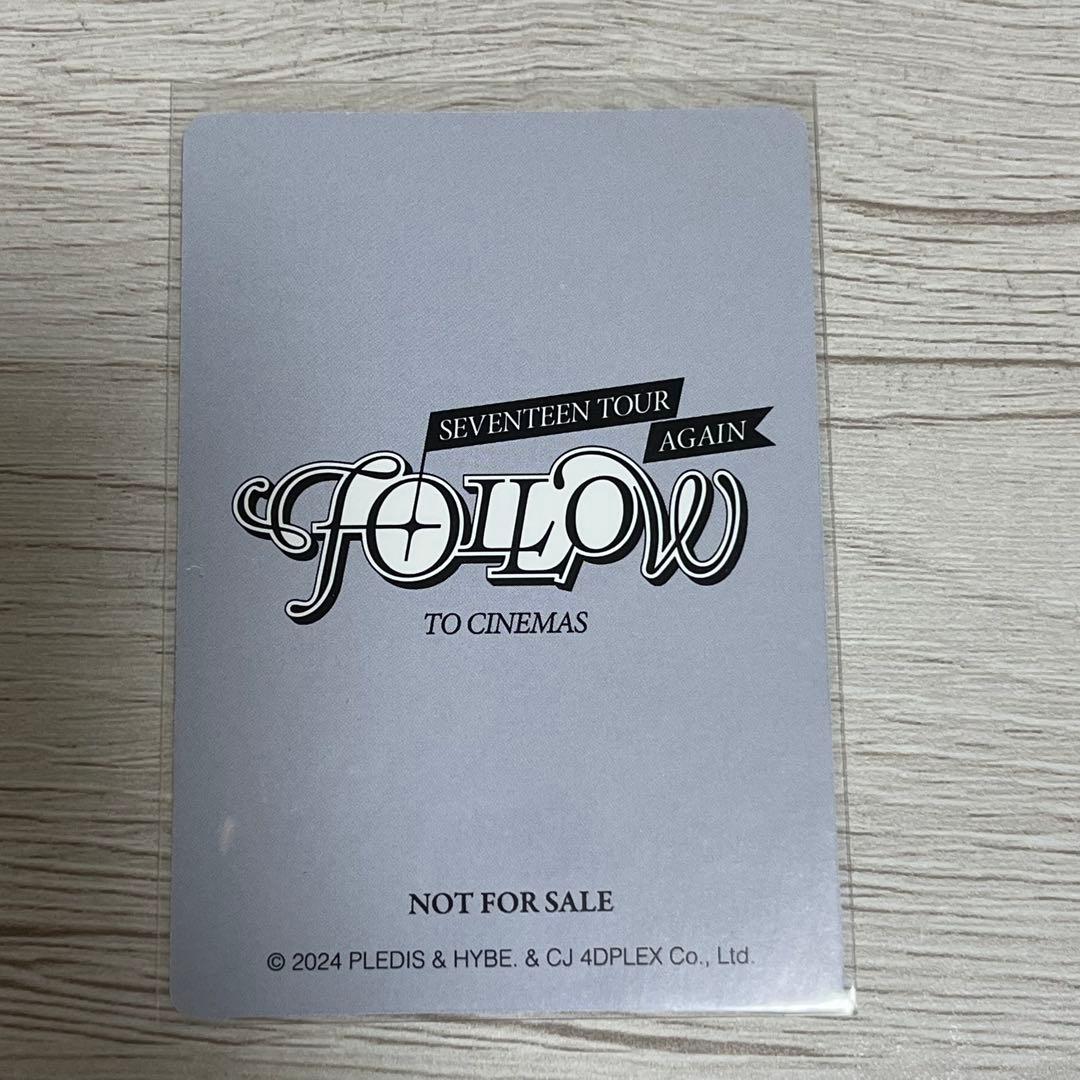 SEVENTEEN TOUR
AGAIN
FOLLOW
TO CINEMAS
NOT FOR SALE
© 2024 PLEDIS & HYBE. & CJ 4DPLEX Co., Ltd.